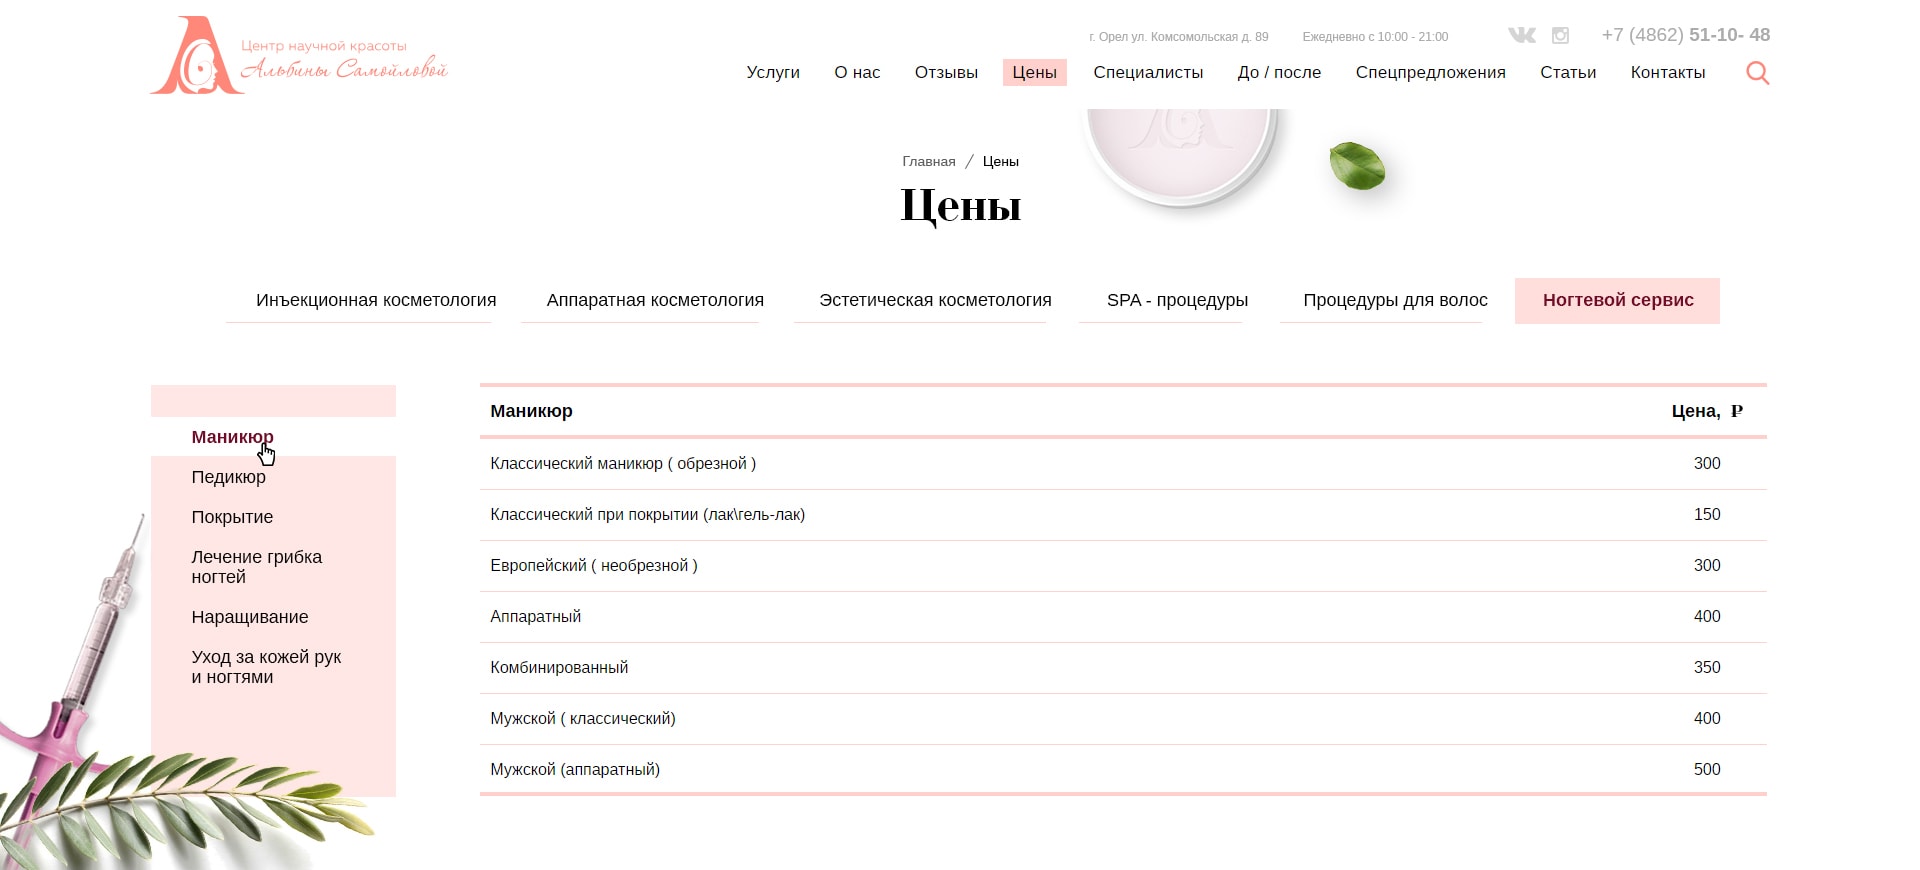 Центр научной красоты
Альбины Самойловой
г. Орел ул. Комсомольская д. 89
Ежедневно с 10:00 - 21:00
+7 (4862) 51-10- 48
Услуги
О нас
Отзывы
Цены
Специалисты
До / после
Спецпредложения
Статьи
Контакты
Главная / Цены
Цены
Инъекционная косметология
Аппаратная косметология
Эстетическая косметология
SPA - процедуры
Процедуры для волос
Ногтевой сервис
Маникюр
Педикюр
Покрытие
Лечение грибка
ногтей
Наращивание
Уход за кожей рук
и ногтями
Маникюр Цена, ₽
Классический маникюр ( обрезной ) 300
Классический при покрытии (лак\гель-лак) 150
Европейский ( необрезной ) 300
Аппаратный 400
Комбинированный 350
Мужской ( классический) 400
Мужской (аппаратный) 500